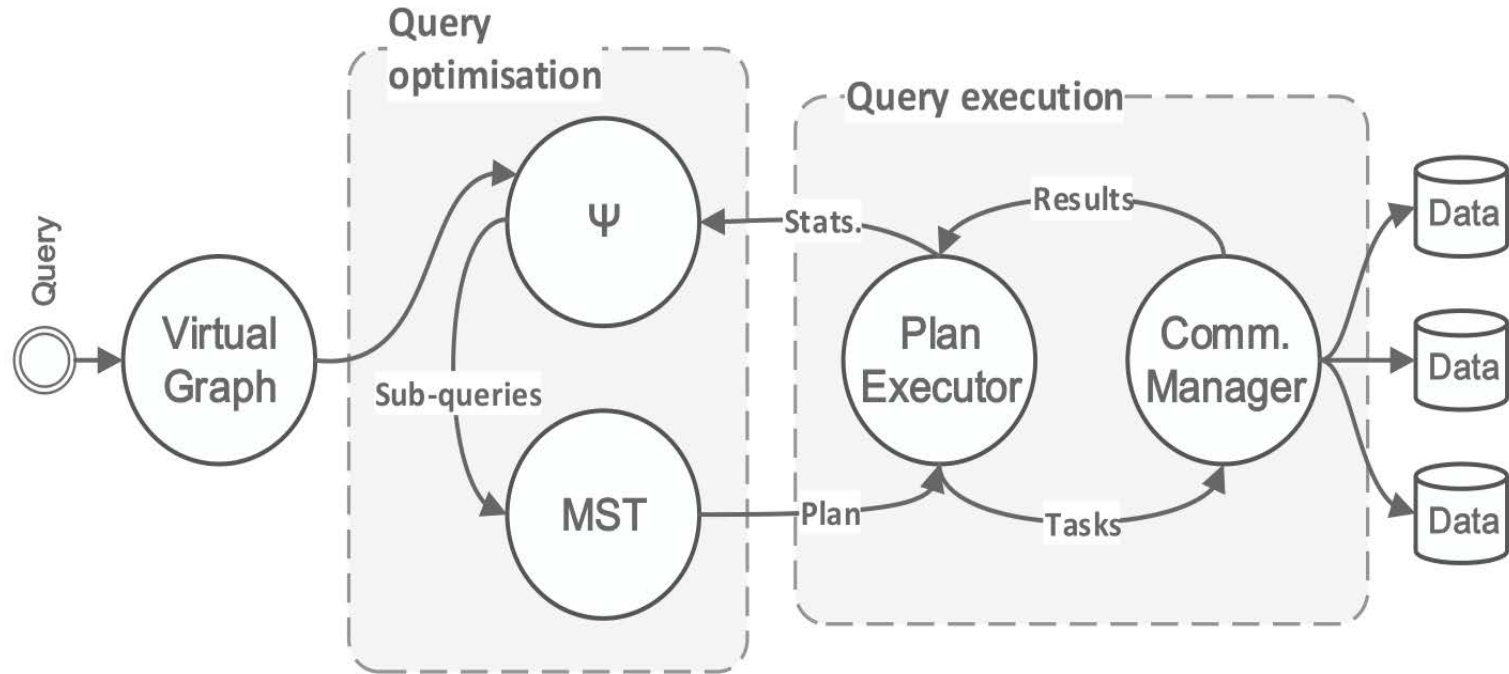 Query
Virtual
Graph
Query
optimisation
Ψ
Sub-queries
MST
Query execution
Stats.
Results
Plan
Executor
Comm.
Manager
Plan
Tasks
Data
Data
Data